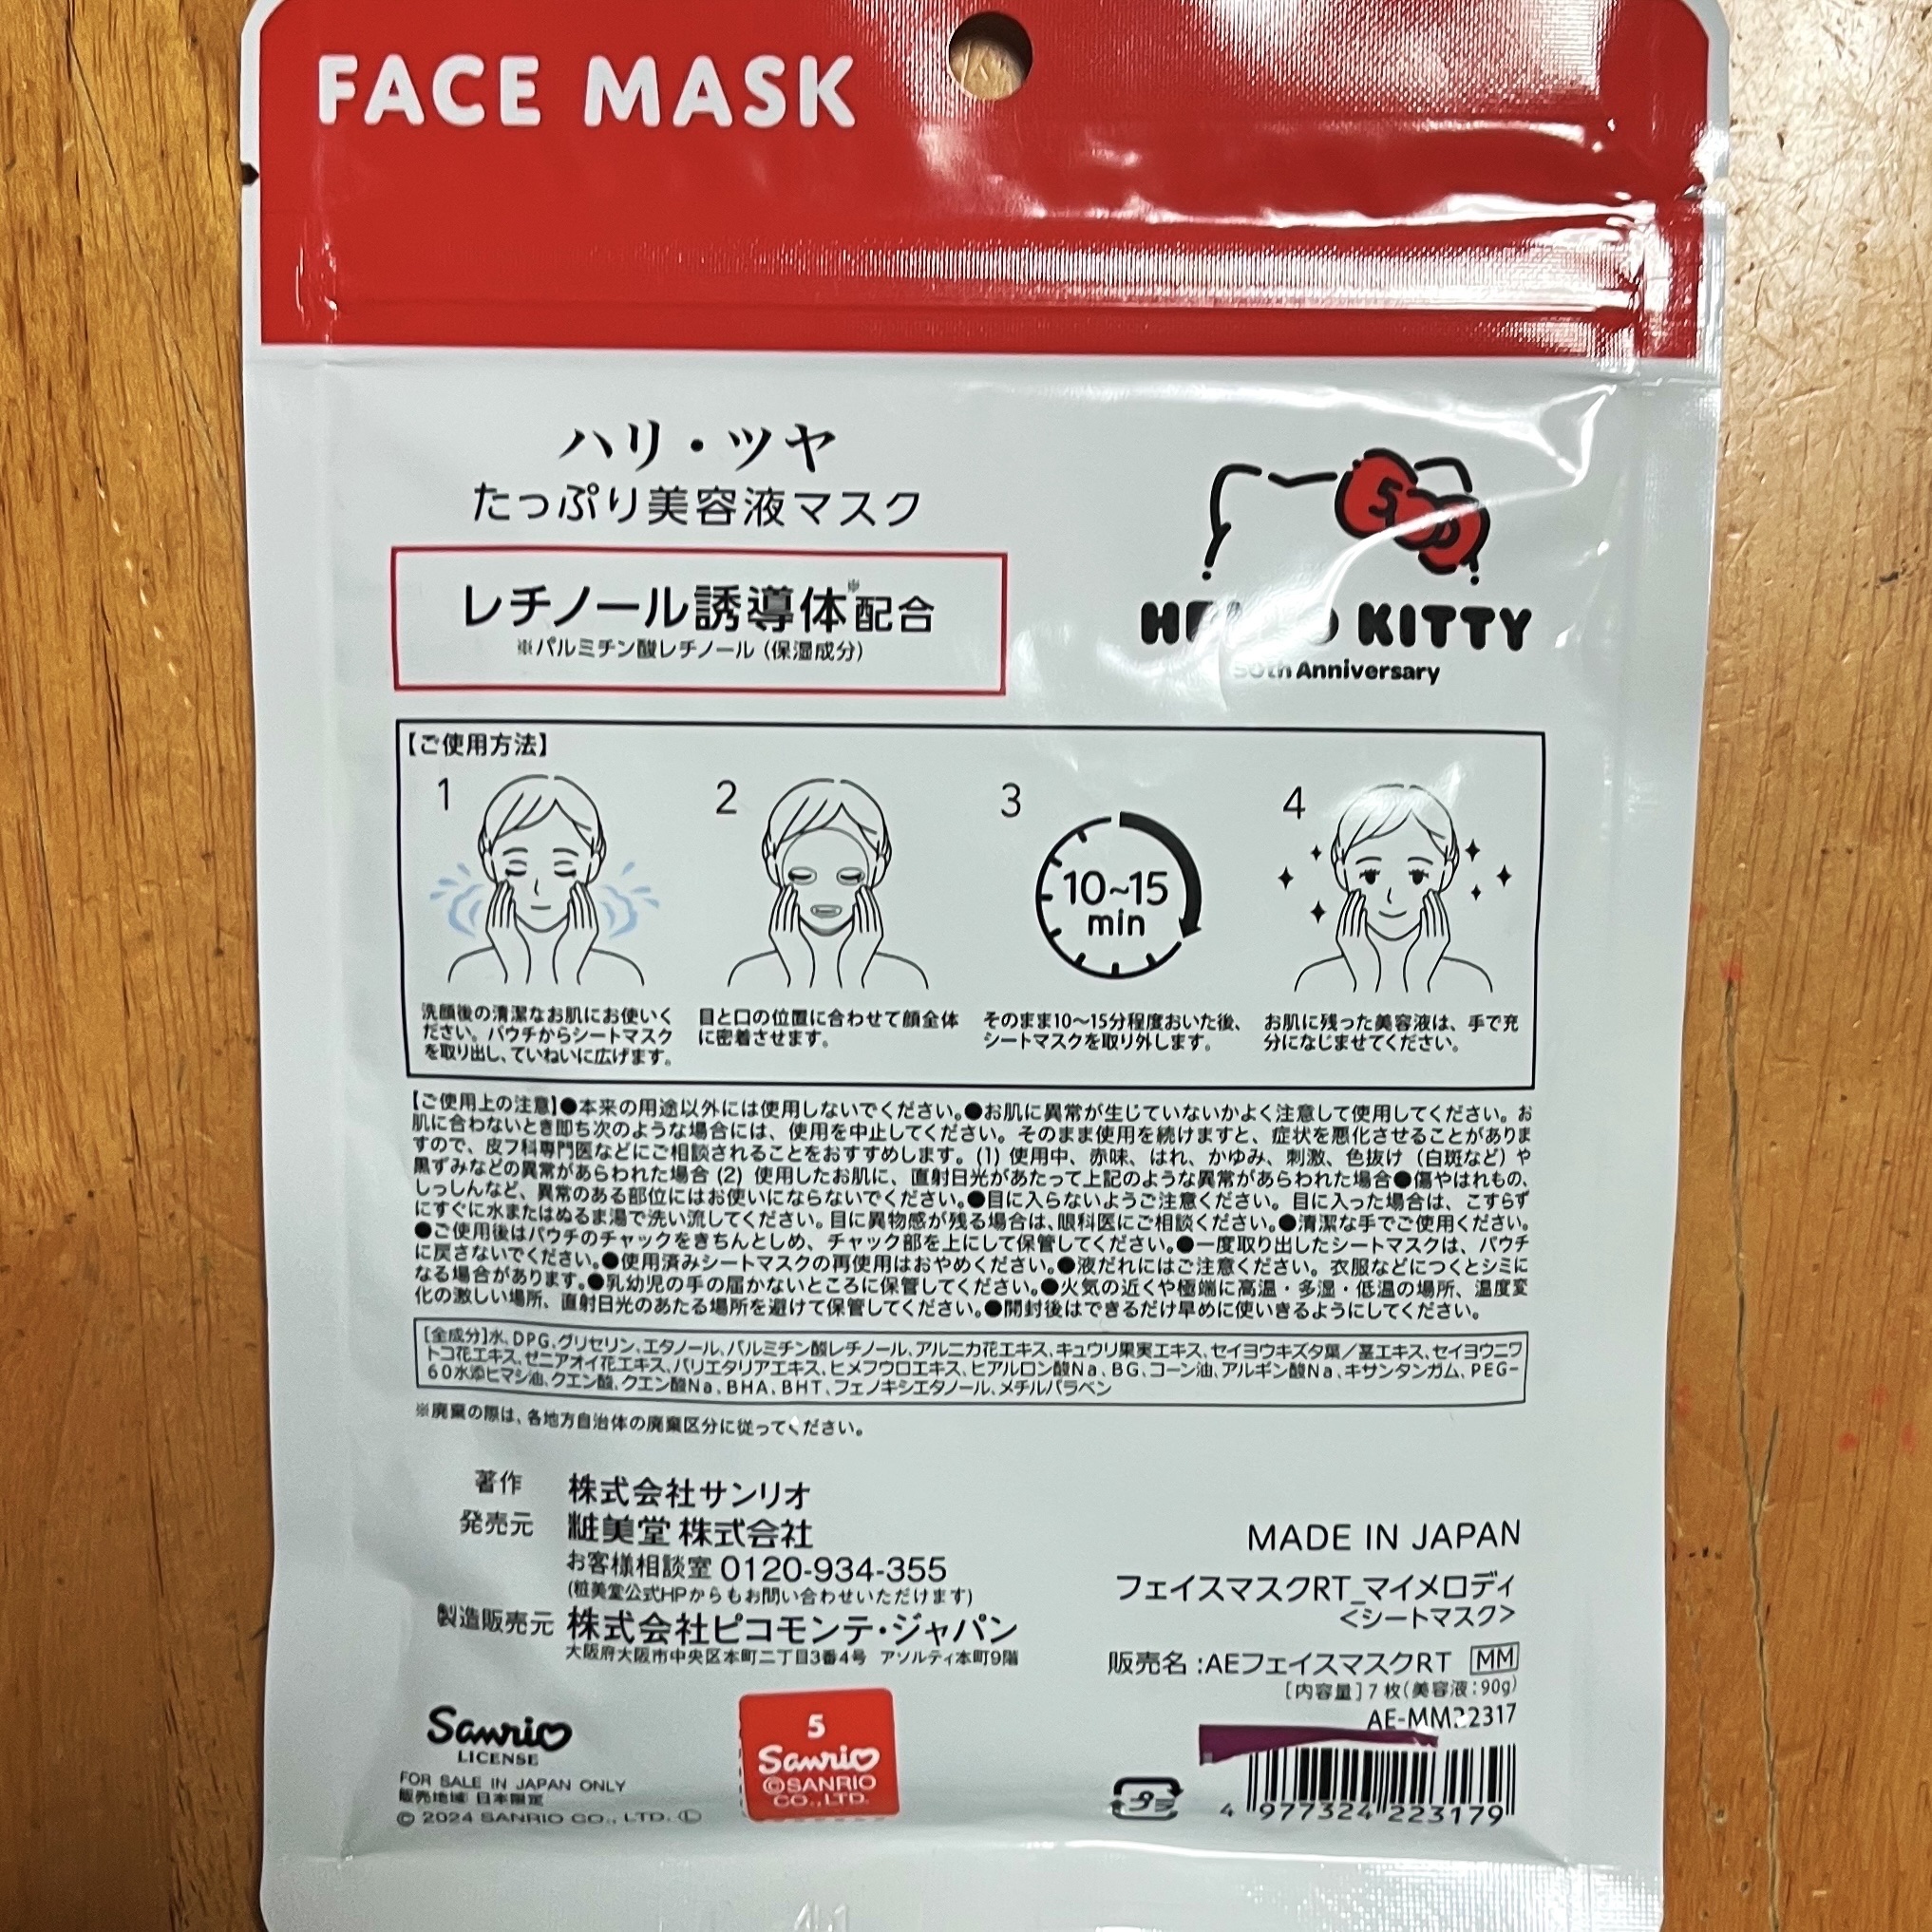 FACE MASK
ハリ・ツヤ
たっぷり美容液マスク
レチノール誘導体※配合
※パルミチン酸レチノール（保湿成分）
50
HELLO KITTY
50th Anniversary
【ご使用方法】
1
洗顔後の清潔なお肌にお使いく
ださい。パウチからシートマスク
を取り出し、ていねいに広げます。
2
目と口の位置に合わせて顔全体
に密着させます。
3
10~15
min
そのまま10〜15分程度おいた後、
シートマスクを取り外します。
4
お肌に残った美容液は、手で充
分になじませてください。
【ご使用上の注意】●本来の用途以外には使用しないでください。●お肌に異常が生じていないかよく注意して使用してください。お
肌に合わないとき即ち次のような場合には、使用を中止してください。そのまま使用を続けますと、症状を悪化させることがありま
すので、皮フ科専門医などにご相談されることをおすすめします。(1) 使用中、赤味、はれ、かゆみ、刺激、色抜け（白斑など）や
黒ずみなどの異常があらわれた場合 (2) 使用したお肌に、直射日光があたって上記のような異常があらわれた場合●傷やはれもの、
しっしんなど、異常のある部位にはお使いにならないでください。●目に入らないようご注意ください。目に入った場合は、こすらず
にすぐに水またはぬるま湯で洗い流してください。目に異物感が残る場合は、眼科医にご相談ください。●清潔な手でご使用ください。
●ご使用後はパウチのチャックをきちんとしめ、チャック部を上にして保管してください。●一度取り出したシートマスクは、パウチ
に戻さないでください。●使用済みシートマスクの再使用はおやめください。●液だれにはご注意ください。衣服などにつくとシミに
なる場合があります。●乳幼児の手の届かないところに保管してください。●火気の近くや極端に高温・多湿・低温の場所、温度変
化の激しい場所、直射日光のあたる場所を避けて保管してください。●開封後はできるだけ早めに使いきるようにしてください。
[全成分]水、DPG、グリセリン、エタノール、パルミチン酸レチノール、アルニカ花エキス、キュウリ果実エキス、セイヨウキズタ葉/茎エキス、セイヨウニワ
トコ花エキス、ゼニアオイ花エキス、パリエタリアエキス、ヒメフウロエキス、ヒアルロン酸Na、BG、コーン油、アルギン酸Na、キサンタンガム、PEG-
60水添ヒマシ油、クエン酸、クエン酸Na、BHA、BHT、フェノキシエタノール、メチルパラベン
※廃棄の際は、各地方自治体の廃棄区分に従ってください。
著作 株式会社サンリオ
発売元 粧美堂 株式会社
お客様相談室 0120-934-355
(粧美堂公式HPからもお問い合わせいただけます)
製造販売元 株式会社ピコモンテ・ジャパン
大阪府大阪市中央区本町二丁目3番4号 アソルティ本町9階
MADE IN JAPAN
フェイスマスクRT_マイメロディ
<シートマスク>
販売名:AEフェイスマスクRT MM
[内容量]7枚(美容液:90g)
AE-MM22317
4 977324 223179
Sanrio
LICENSE
FOR SALE IN JAPAN ONLY
販売地域 日本限定
© 2024 SANRIO CO., LTD. Ⓛ
5
Sanrio
©SANRIO
CO.,LTD.